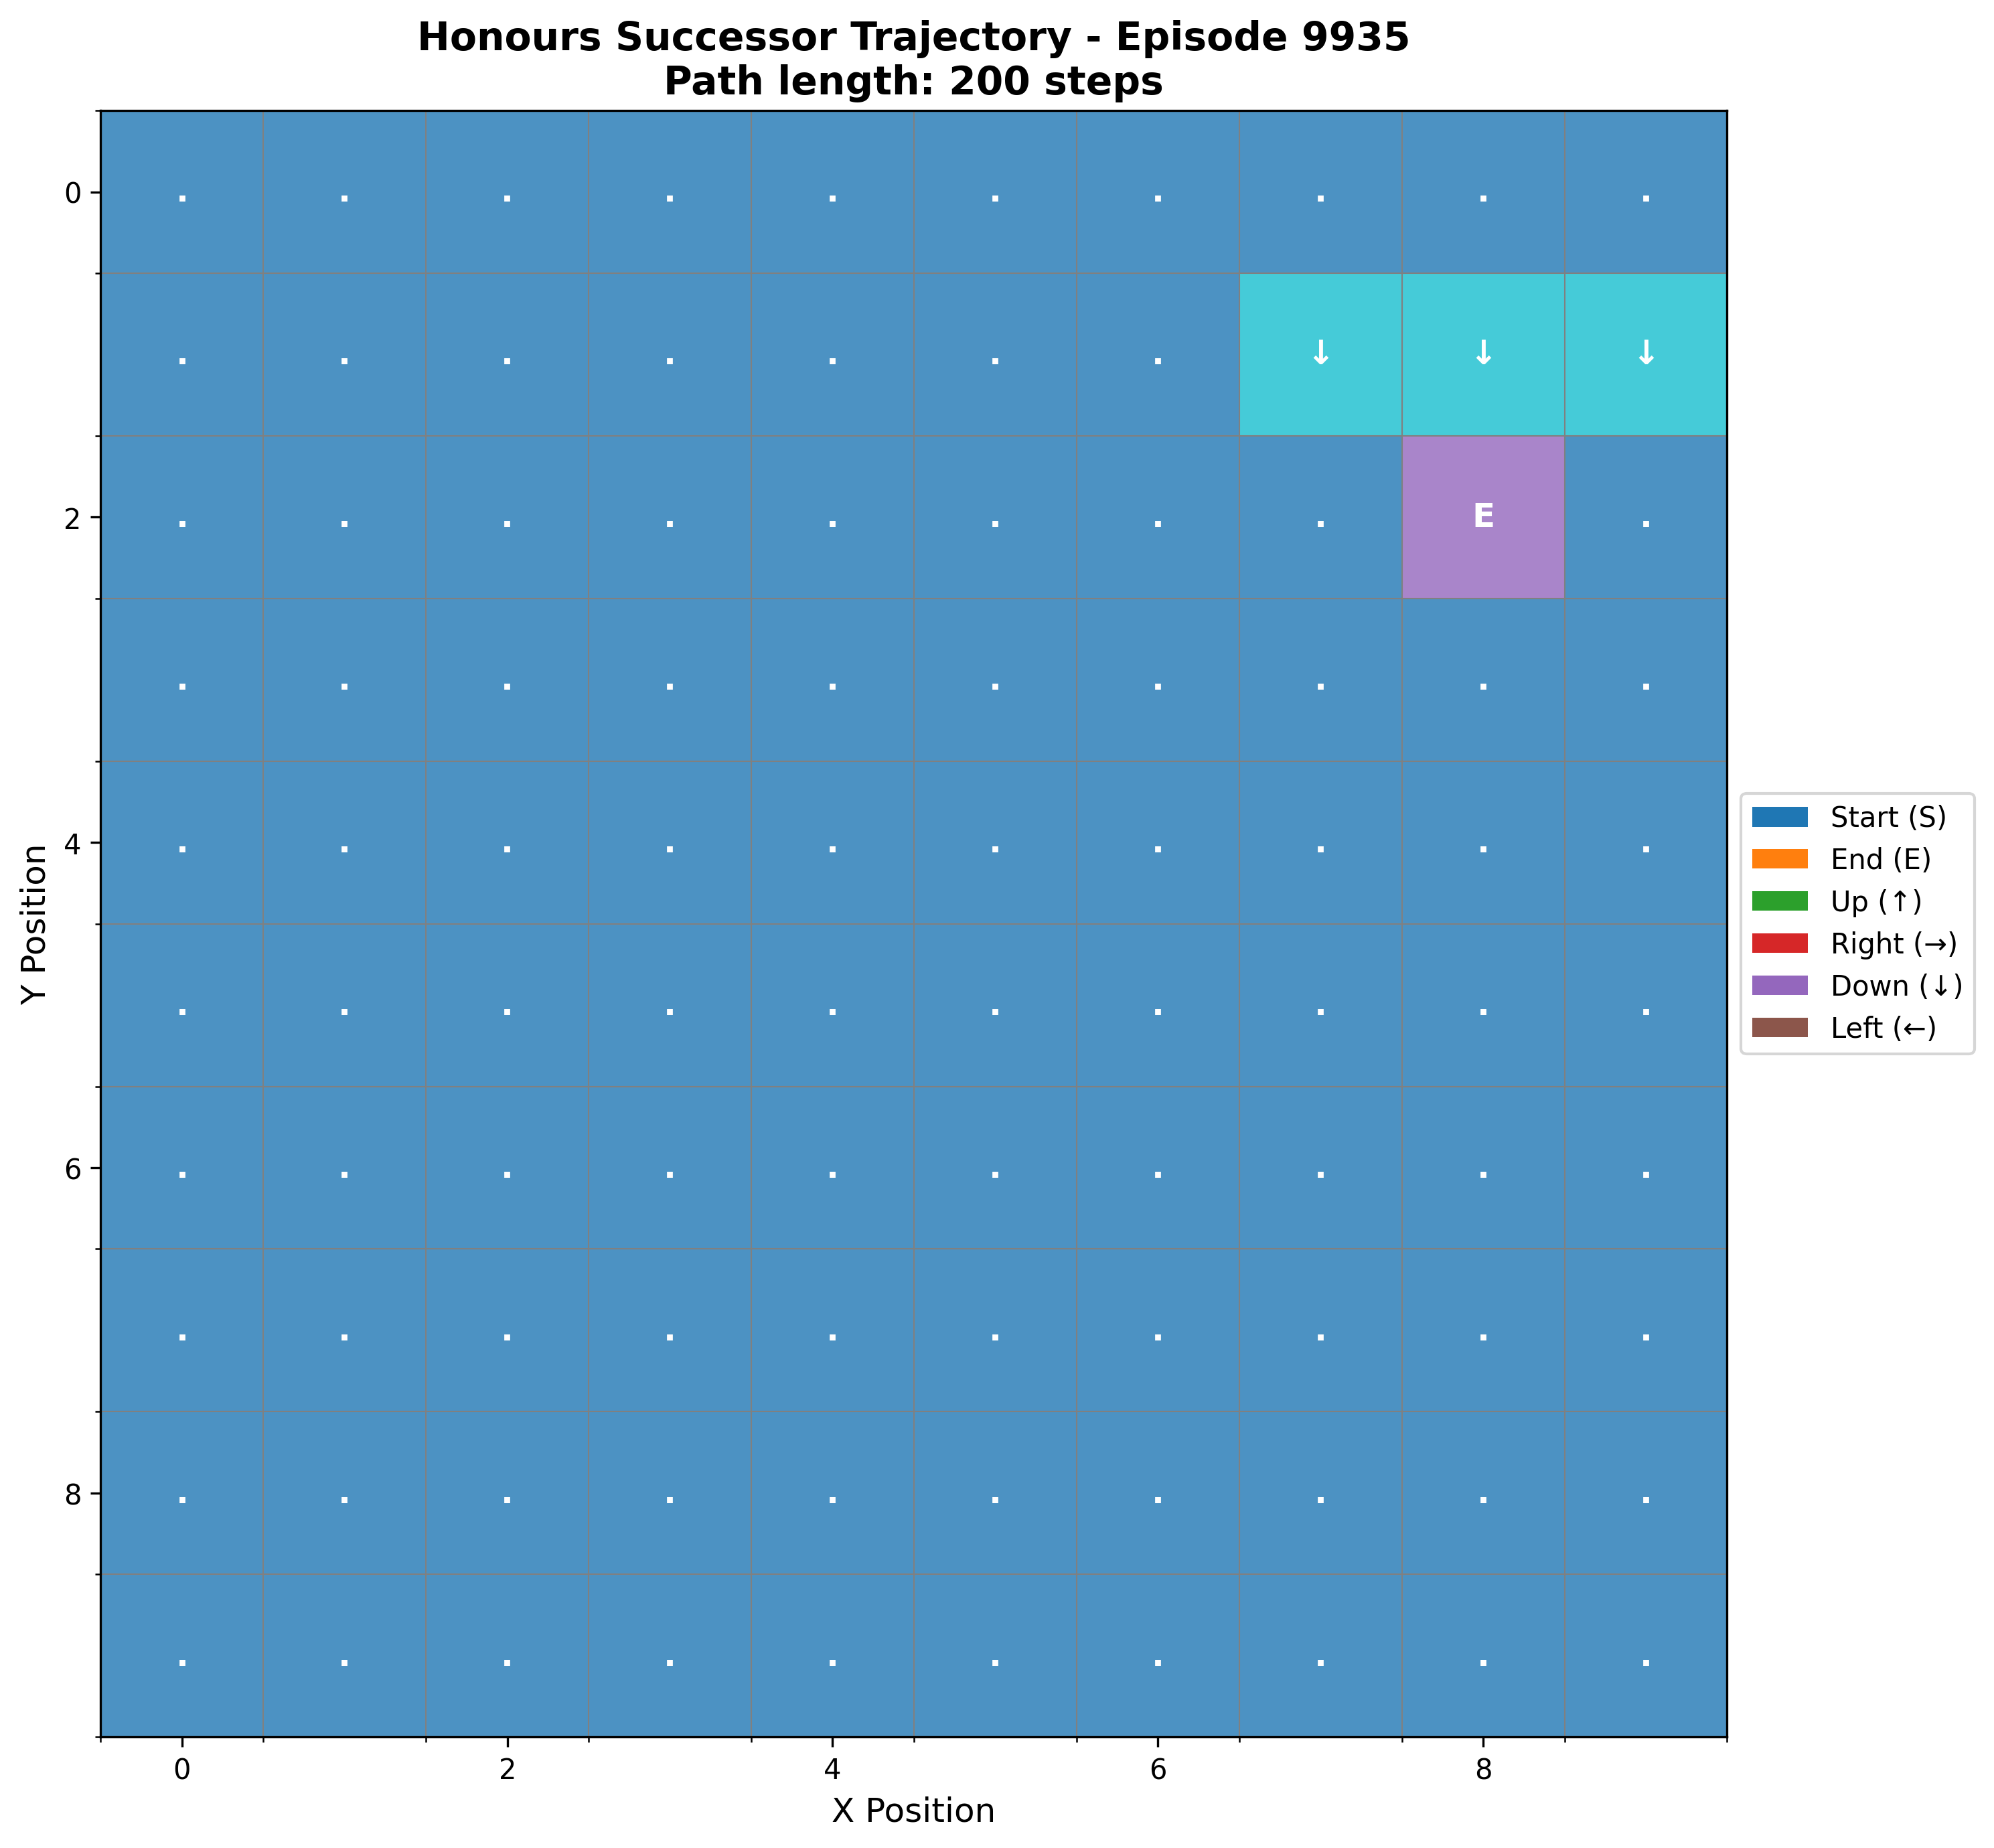 Honours Successor Trajectory - Episode 9935
Path length: 200 steps
0
↓ ↓ ↓
2
E
4
6
8
Y Position
0 2 4 6 8
X Position
Start (S)
End (E)
Up (↑)
Right (→)
Down (↓)
Left (←)